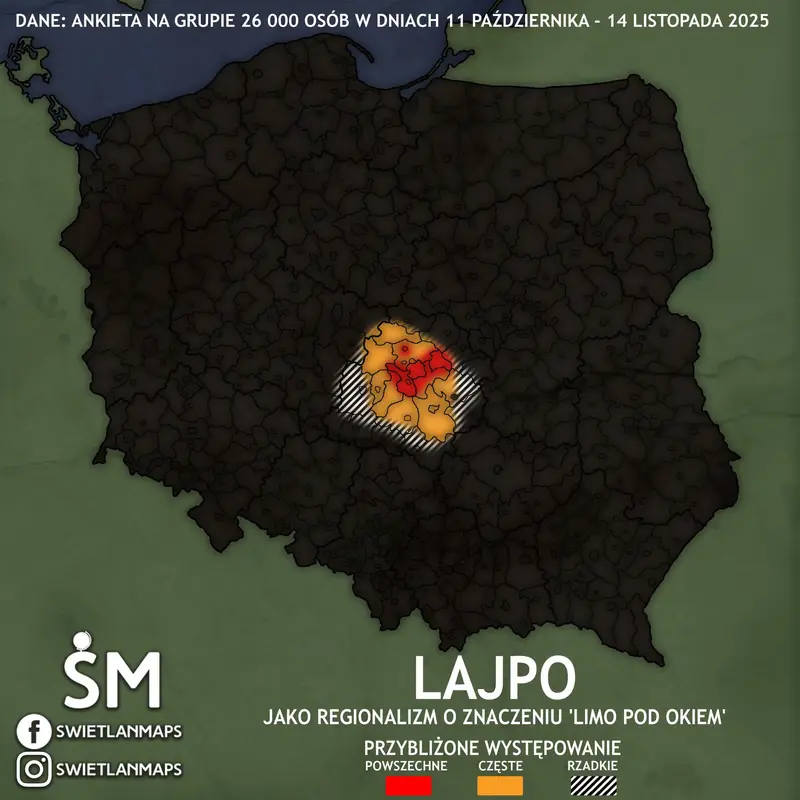 DANE: ANKIETA NA GRUPIE 26 000 OSÓB W DNIACH 11 PAŹDZIERNIKA - 14 LISTOPADA 2025
ŚM
SWIETLANMAPS
SWIETLANMAPS
LAJPO
JAKO REGIONALIZM O ZNACZENIU 'LIMO POD OKIEM'
PRZYBLIŻONE WYSTĘPOWANIE
POWSZECHNE CZĘSTE RZADKIE